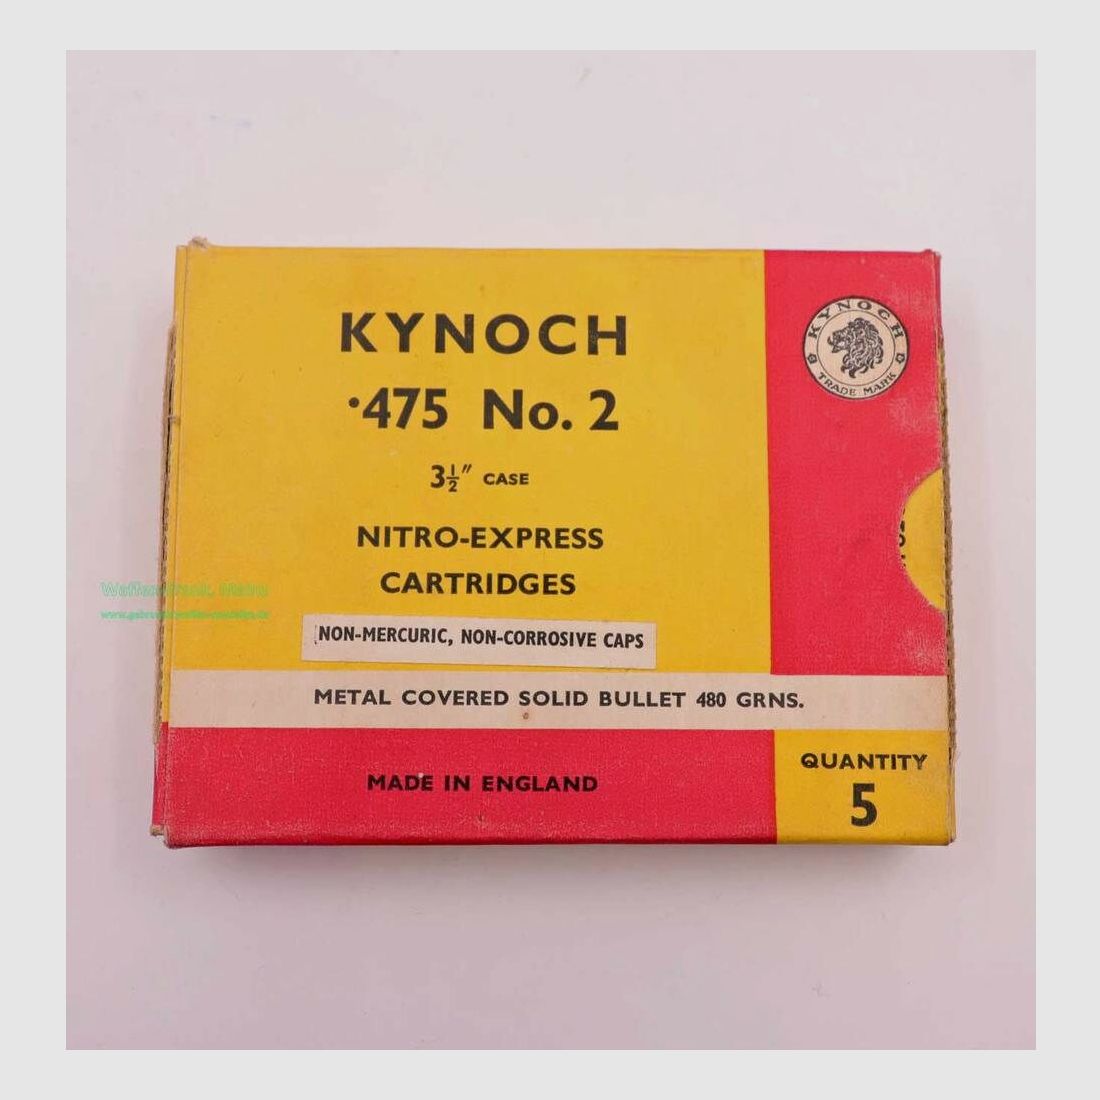 KYNOCH
·475 No. 2
3½″ CASE
NITRO-EXPRESS
CARTRIDGES
NON-MERCURIC, NON-CORROSIVE CAPS
METAL COVERED SOLID BULLET 480 GRNS.
MADE IN ENGLAND
QUANTITY
5
KYNOCH
TRADE MARK